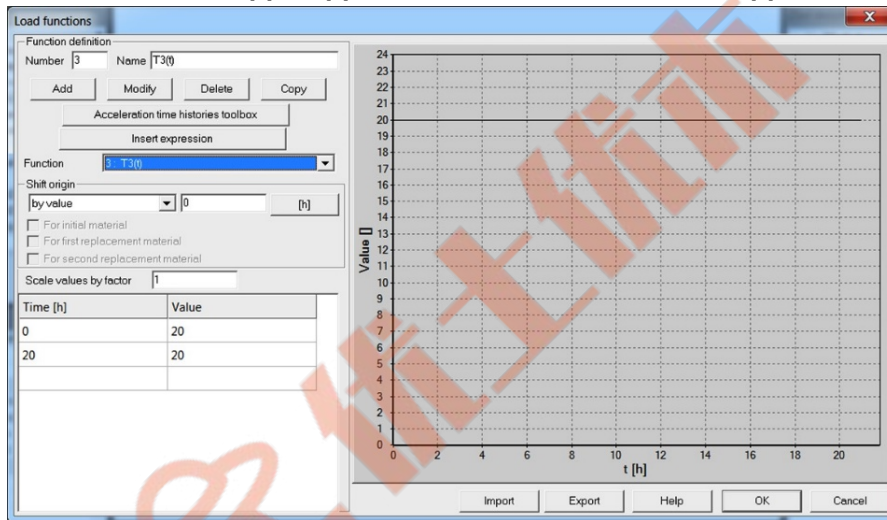 Load functions
Function definition
Number 3 Name T3(t)
Add Modify Delete Copy
Acceleration time histories toolbox
Insert expression
Function 3: T3(t)
Shift origin
by value 0 [h]
For initial material
For first replacement material
For second replacement material
Scale values by factor 1
Time [h] Value
0 20
20 20
24
23
22
21
20
19
18
17
16
15
14
13
12
11
10
9
8
7
6
5
4
3
2
1
0
Value []
0 2 4 6 8 10 12 14 16 18 20
t [h]
Import Export Help OK Cancel
优士优市